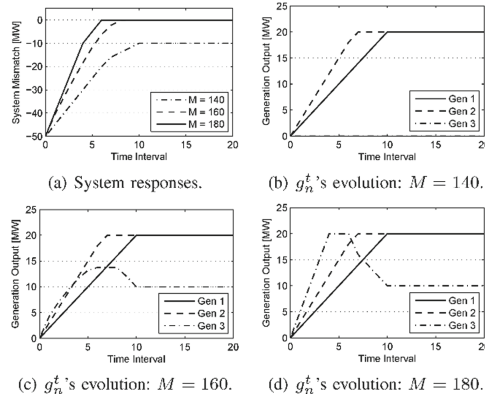 System Mismatch [MW]
0
−10
−20
−30
−40
−50
M = 140
M = 160
M = 180
0 5 10 15 20
Time Interval
(a) System responses.
Generation Output [MW]
25
20
15
10
5
0
Gen 1
Gen 2
Gen 3
0 5 10 15 20
Time Interval
(b) gₙᵗ's evolution: M = 140.
Generation Output [MW]
25
20
15
10
5
0
Gen 1
Gen 2
Gen 3
0 5 10 15 20
Time Interval
(c) gₙᵗ's evolution: M = 160.
Generation Output [MW]
25
20
15
10
5
0
Gen 1
Gen 2
Gen 3
0 5 10 15 20
Time Interval
(d) gₙᵗ's evolution: M = 180.